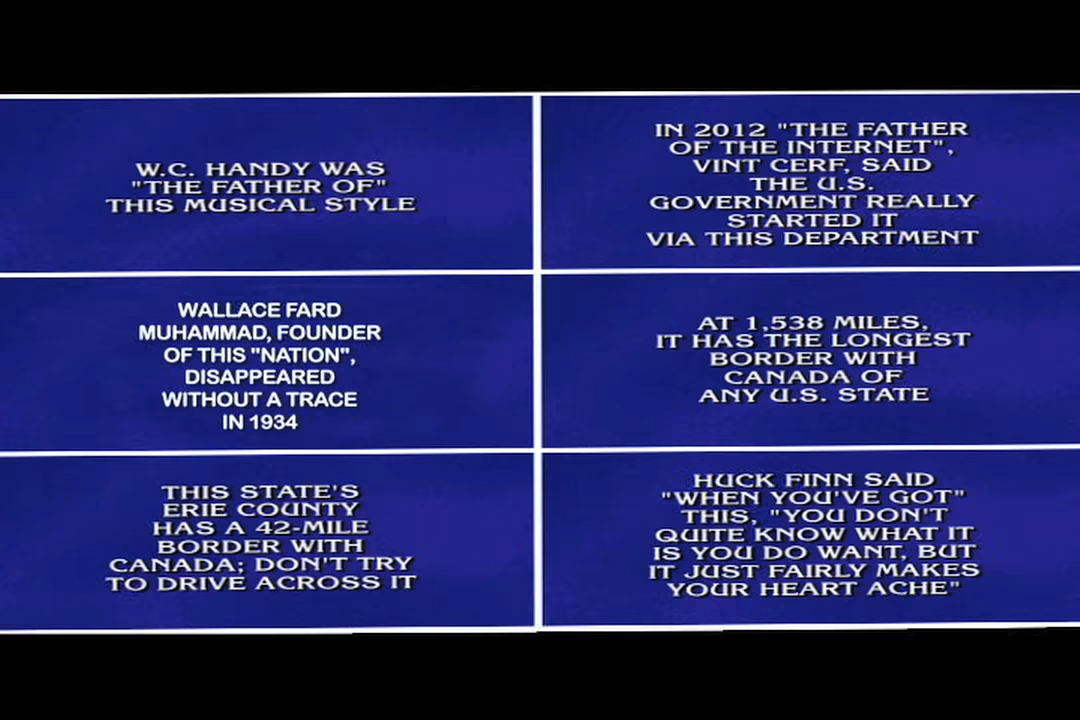 W.C. HANDY WAS
"THE FATHER OF"
THIS MUSICAL STYLE
IN 2012 "THE FATHER
OF THE INTERNET",
VINT CERF, SAID
THE U.S.
GOVERNMENT REALLY
STARTED IT
VIA THIS DEPARTMENT
WALLACE FARD
MUHAMMAD, FOUNDER
OF THIS "NATION",
DISAPPEARED
WITHOUT A TRACE
IN 1934
AT 1,538 MILES,
IT HAS THE LONGEST
BORDER WITH
CANADA OF
ANY U.S. STATE
THIS STATE'S
ERIE COUNTY
HAS A 42-MILE
BORDER WITH
CANADA; DON'T TRY
TO DRIVE ACROSS IT
HUCK FINN SAID
"WHEN YOU'VE GOT"
THIS, "YOU DON'T
QUITE KNOW WHAT IT
IS YOU DO WANT, BUT
IT JUST FAIRLY MAKES
YOUR HEART ACHE"